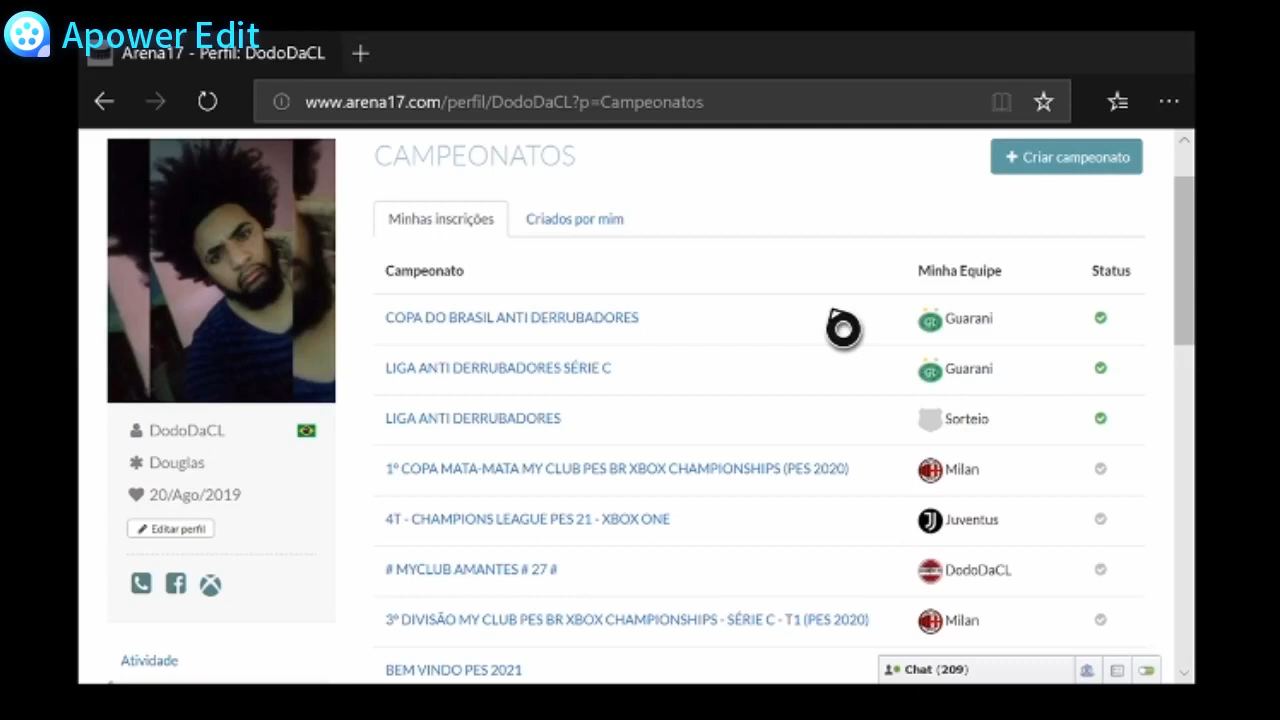 Apower Edit
Arena17 - Perfil: DodoDaCL
www.arena17.com/perfil/DodoDaCL?p=Campeonatos
CAMPEONATOS
+ Criar campeonato
Minhas inscrições
Criados por mim
Campeonato Minha Equipe Status
COPA DO BRASIL ANTI DERRUBADORES Guarani
LIGA ANTI DERRUBADORES SÉRIE C Guarani
LIGA ANTI DERRUBADORES Sorteio
1º COPA MATA-MATA MY CLUB PES BR XBOX CHAMPIONSHIPS (PES 2020) Milan
4T - CHAMPIONS LEAGUE PES 21 - XBOX ONE Juventus
# MYCLUB AMANTES # 27 # DodoDaCL
3º DIVISÃO MY CLUB PES BR XBOX CHAMPIONSHIPS - SÉRIE C - T1 (PES 2020) Milan
BEM VINDO PES 2021
DodoDaCL
Douglas
20/Ago/2019
Editar perfil
Atividade
Chat (209)